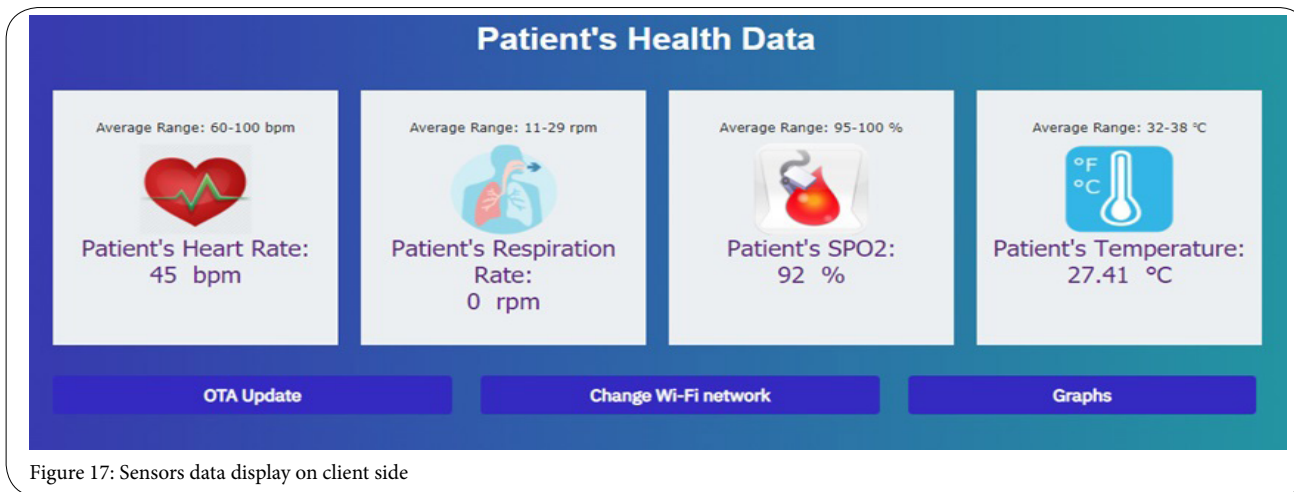 Patient's Health Data
Average Range: 60-100 bpm
Patient's Heart Rate:
45 bpm
Average Range: 11-29 rpm
Patient's Respiration
Rate:
0 rpm
Average Range: 95-100 %
Patient's SPO2:
92 %
Average Range: 32-38 ℃
°F
°C
Patient's Temperature:
27.41 °C
OTA Update
Change Wi-Fi network
Graphs
Figure 17: Sensors data display on client side